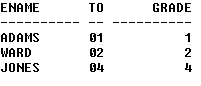 ENAME      TO      GRADE
---------- -- ----------
ADAMS      01          1
WARD       02          2
JONES      04          4